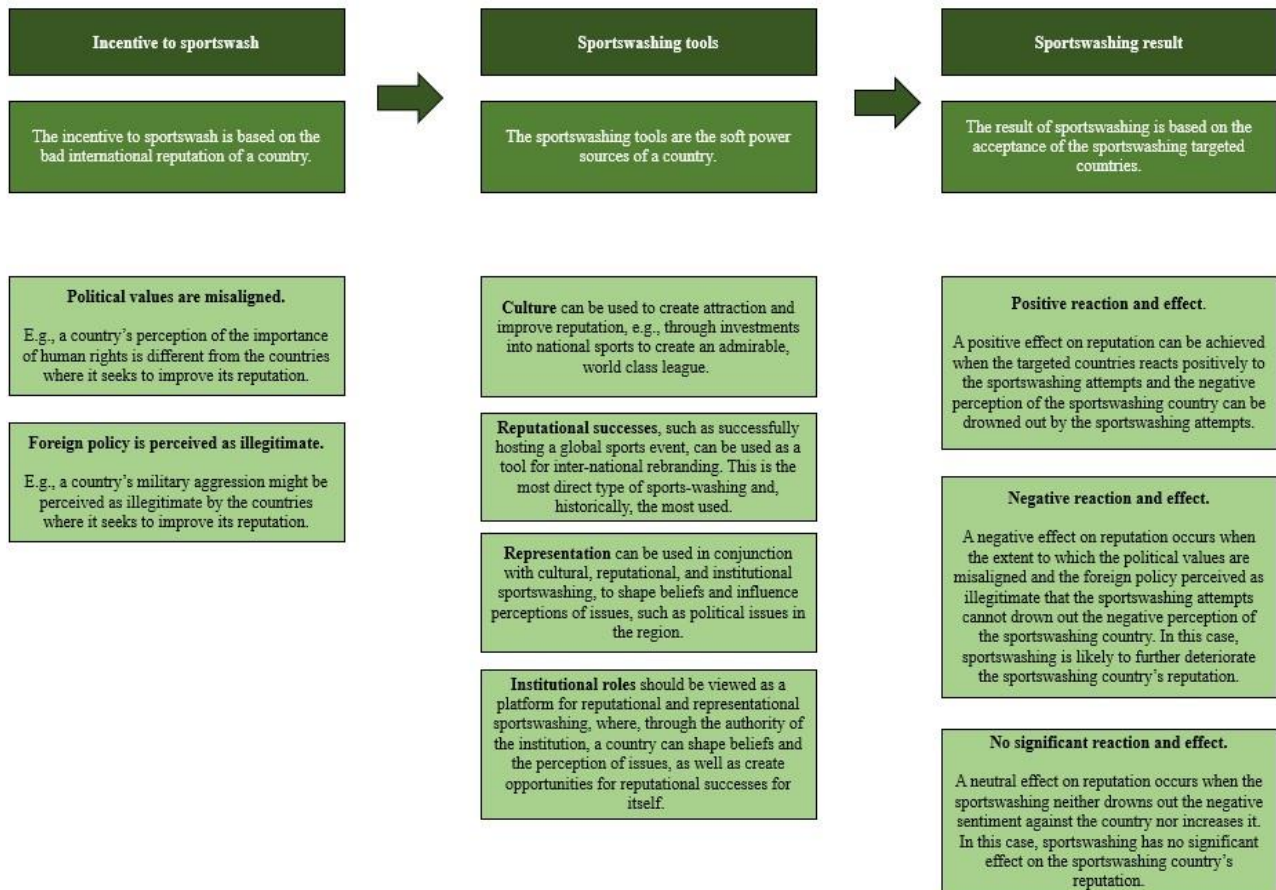 Incentive to sportswash
The incentive to sportswash is based on the
bad international reputation of a country.
Political values are misaligned.
E.g., a country's perception of the importance
of human rights is different from the countries
where it seeks to improve its reputation.
Foreign policy is perceived as illegitimate.
E.g., a country's military aggression might be
perceived as illegitimate by the countries
where it seeks to improve its reputation.
Sportswashing tools
The sportswashing tools are the soft power
sources of a country.
Culture can be used to create attraction and
improve reputation, e.g., through investments
into national sports to create an admirable,
world class league.
Reputational successes, such as successfully
hosting a global sports event, can be used as a
tool for inter-national rebranding. This is the
most direct type of sports-washing and,
historically, the most used.
Representation can be used in conjunction
with cultural, reputational, and institutional
sportswashing, to shape beliefs and influence
perceptions of issues, such as political issues in
the region.
Institutional roles should be viewed as a
platform for reputational and representational
sportswashing, where, through the authority of
the institution, a country can shape beliefs and
the perception of issues, as well as create
opportunities for reputational successes for
itself.
Sportswashing result
The result of sportswashing is based on the
acceptance of the sportswashing targeted
countries.
Positive reaction and effect.
A positive effect on reputation can be achieved
when the targeted countries reacts positively to
the sportswashing attempts and the negative
perception of the sportswashing country can be
drowned out by the sportswashing attempts.
Negative reaction and effect.
A negative effect on reputation occurs when
the extent to which the political values are
misaligned and the foreign policy perceived as
illegitimate that the sportswashing attempts
cannot drown out the negative perception of
the sportswashing country. In this case,
sportswashing is likely to further deteriorate
the sportswashing country's reputation.
No significant reaction and effect.
A neutral effect on reputation occurs when the
sportswashing neither drowns out the negative
sentiment against the country nor increases it.
In this case, sportswashing has no significant
effect on the sportswashing country's
reputation.